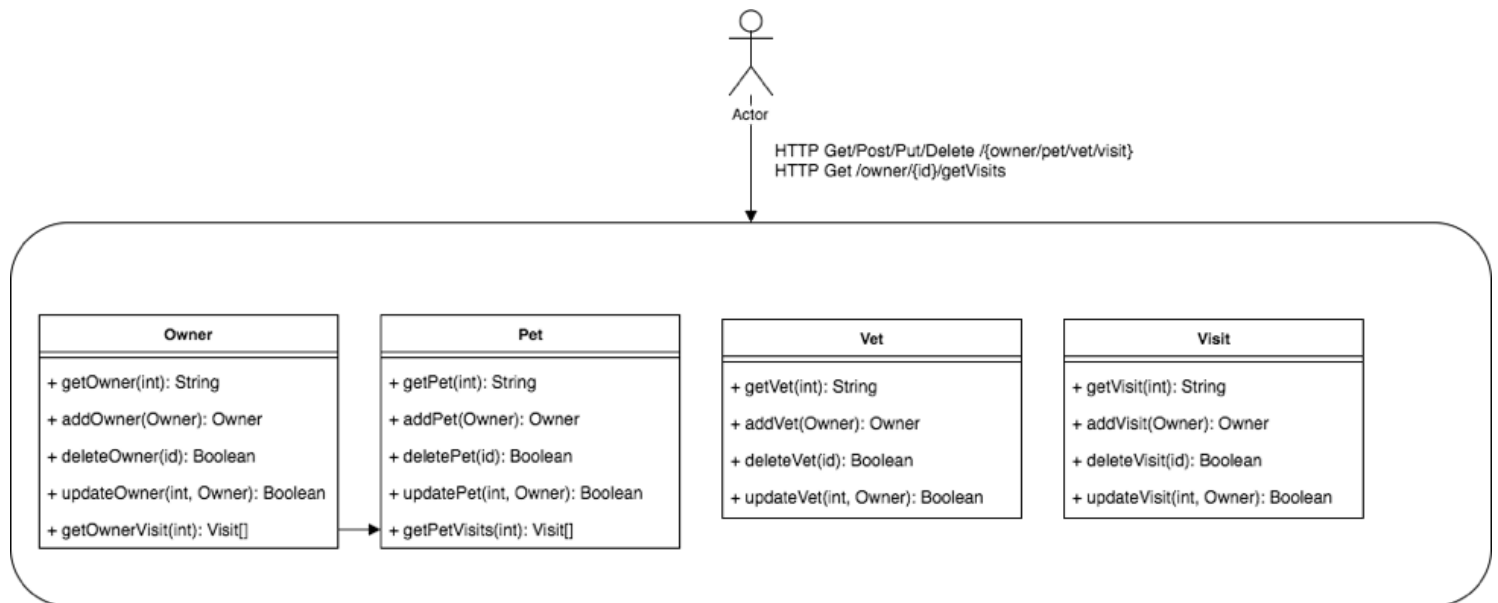 Actor
HTTP Get/Post/Put/Delete /{owner/pet/vet/visit}
HTTP Get /owner/{id}/getVisits
Owner
+ getOwner(int): String
+ addOwner(Owner): Owner
+ deleteOwner(id): Boolean
+ updateOwner(int, Owner): Boolean
+ getOwnerVisit(int): Visit[]
Pet
+ getPet(int): String
+ addPet(Owner): Owner
+ deletePet(id): Boolean
+ updatePet(int, Owner): Boolean
+ getPetVisits(int): Visit[]
Vet
+ getVet(int): String
+ addVet(Owner): Owner
+ deleteVet(id): Boolean
+ updateVet(int, Owner): Boolean
Visit
+ getVisit(int): String
+ addVisit(Owner): Owner
+ deleteVisit(id): Boolean
+ updateVisit(int, Owner): Boolean